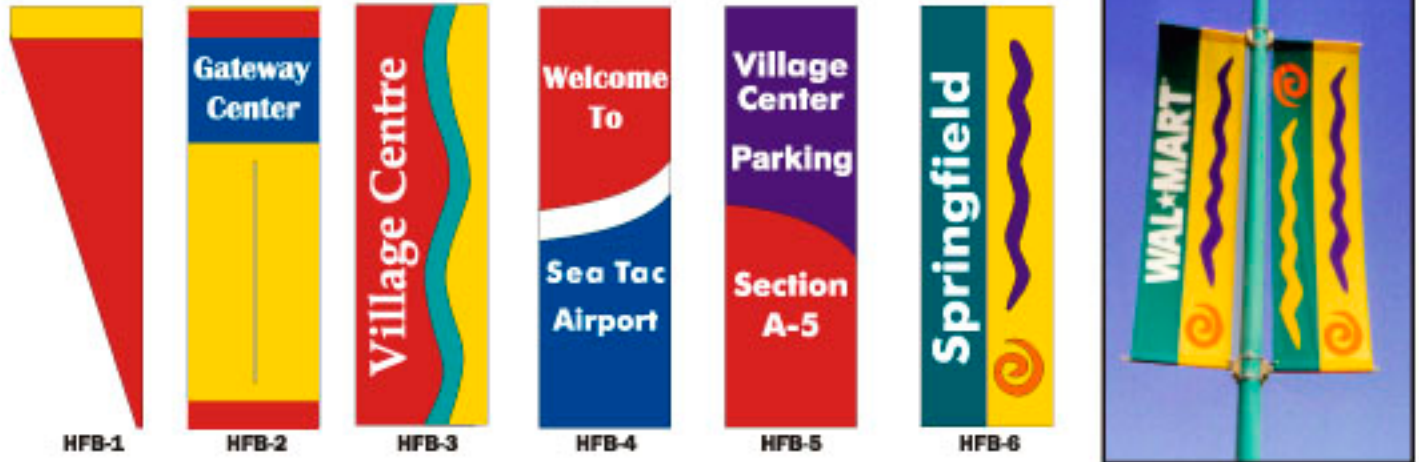 Gateway
Center
Village Centre
Welcome
To
Sea Tac
Airport
Village
Center
Parking
Section
A-5
Springfield
WAL★MART
HFB-1
HFB-2
HFB-3
HFB-4
HFB-5
HFB-6